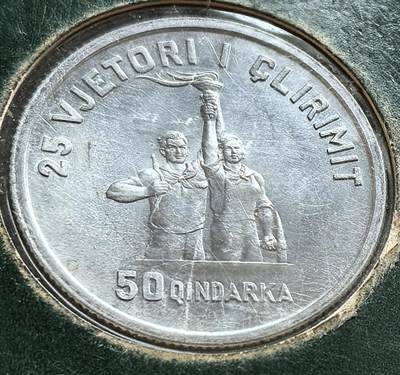 25 VJETORI I ÇLIRIMIT
50 QINDARKA